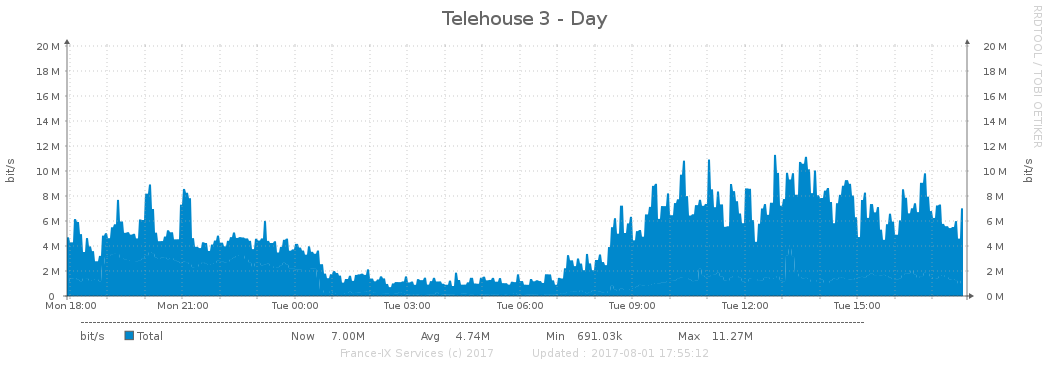 Telehouse 3 - Day
RRDTOOL / TOBI OETIKER
20 M 20 M
18 M 18 M
16 M 16 M
14 M 14 M
12 M 12 M
10 M 10 M
8 M 8 M
6 M 6 M
4 M 4 M
2 M 2 M
0 0 M
bit/s bit/s
Mon 18:00 Mon 21:00 Tue 00:00 Tue 03:00 Tue 06:00 Tue 09:00 Tue 12:00 Tue 15:00
bit/s Total Now 7.00M Avg 4.74M Min 691.03k Max 11.27M
France-IX Services (c) 2017 Updated : 2017-08-01 17:55:12